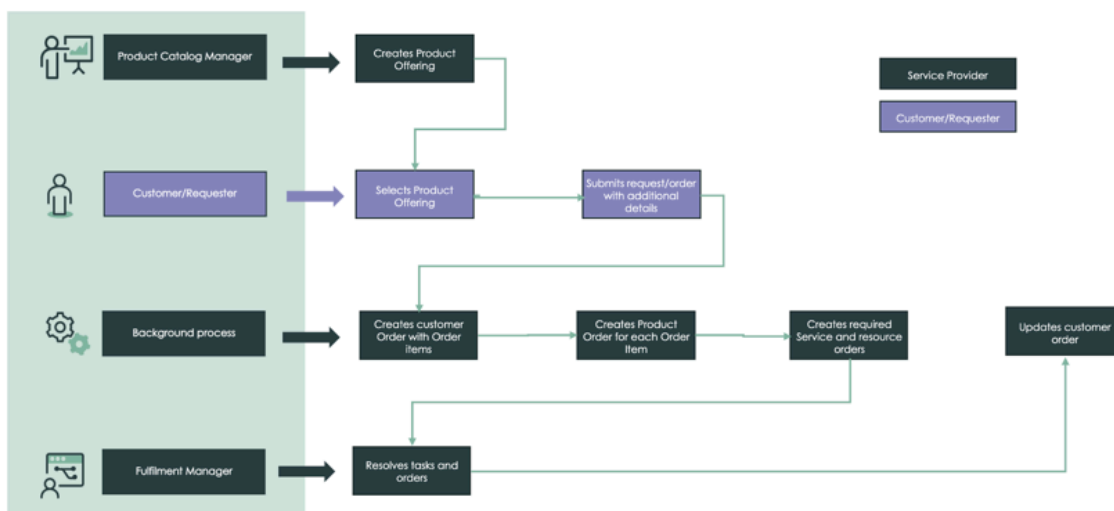 Product Catalog Manager
Creates Product
Offering
Service Provider
Customer/Requester
Customer/Requester
Selects Product
Offering
Submits request/order
with additional
details
Background process
Creates customer
Order with Order
items
Creates Product
Order for each Order
Item
Creates required
Service and resource
orders
Updates customer
order
Fulfilment Manager
Resolves tasks and
orders